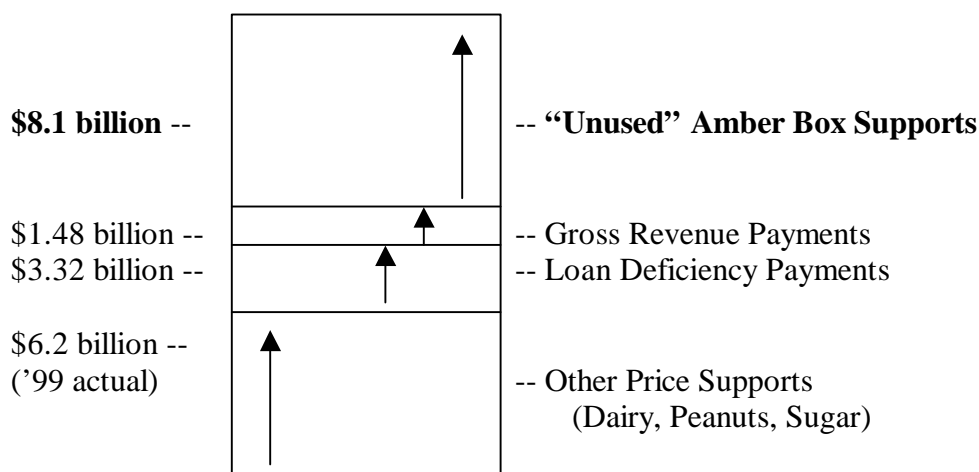 $8.1 billion -- -- “Unused” Amber Box Supports
$1.48 billion -- -- Gross Revenue Payments
$3.32 billion -- -- Loan Deficiency Payments
$6.2 billion --
(’99 actual) -- Other Price Supports
(Dairy, Peanuts, Sugar)